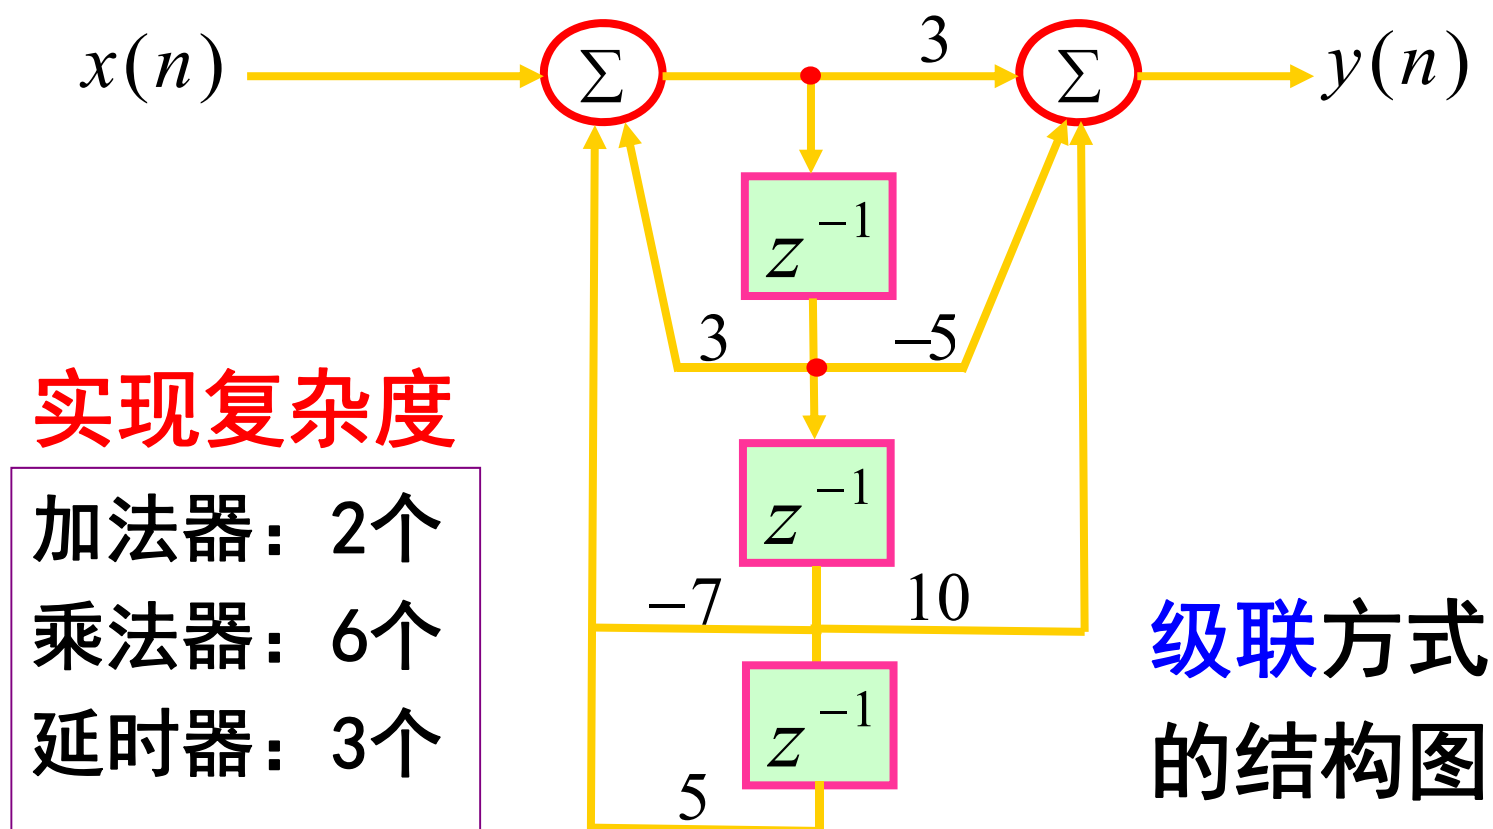 x(n)
∑
3
∑
y(n)
z⁻¹
3
−5
z⁻¹
−7
10
z⁻¹
5
实现复杂度
加法器：2个
乘法器：6个
延时器：3个
级联方式
的结构图